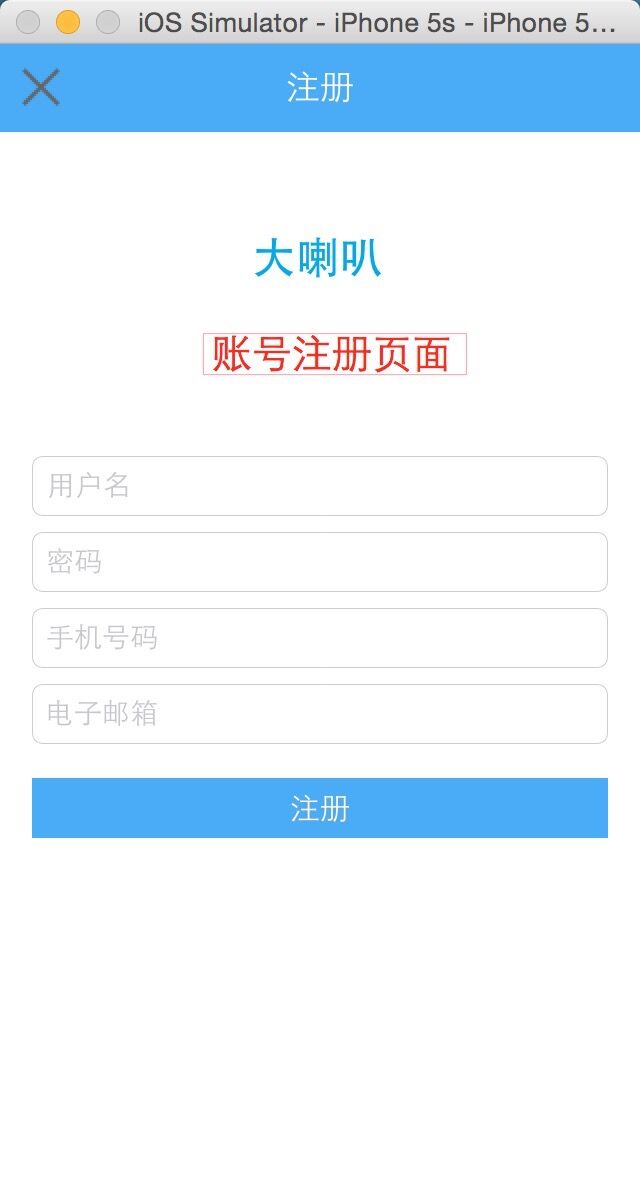 iOS Simulator - iPhone 5s - iPhone 5...
注册
大喇叭
账号注册页面
用户名
密码
手机号码
电子邮箱
注册